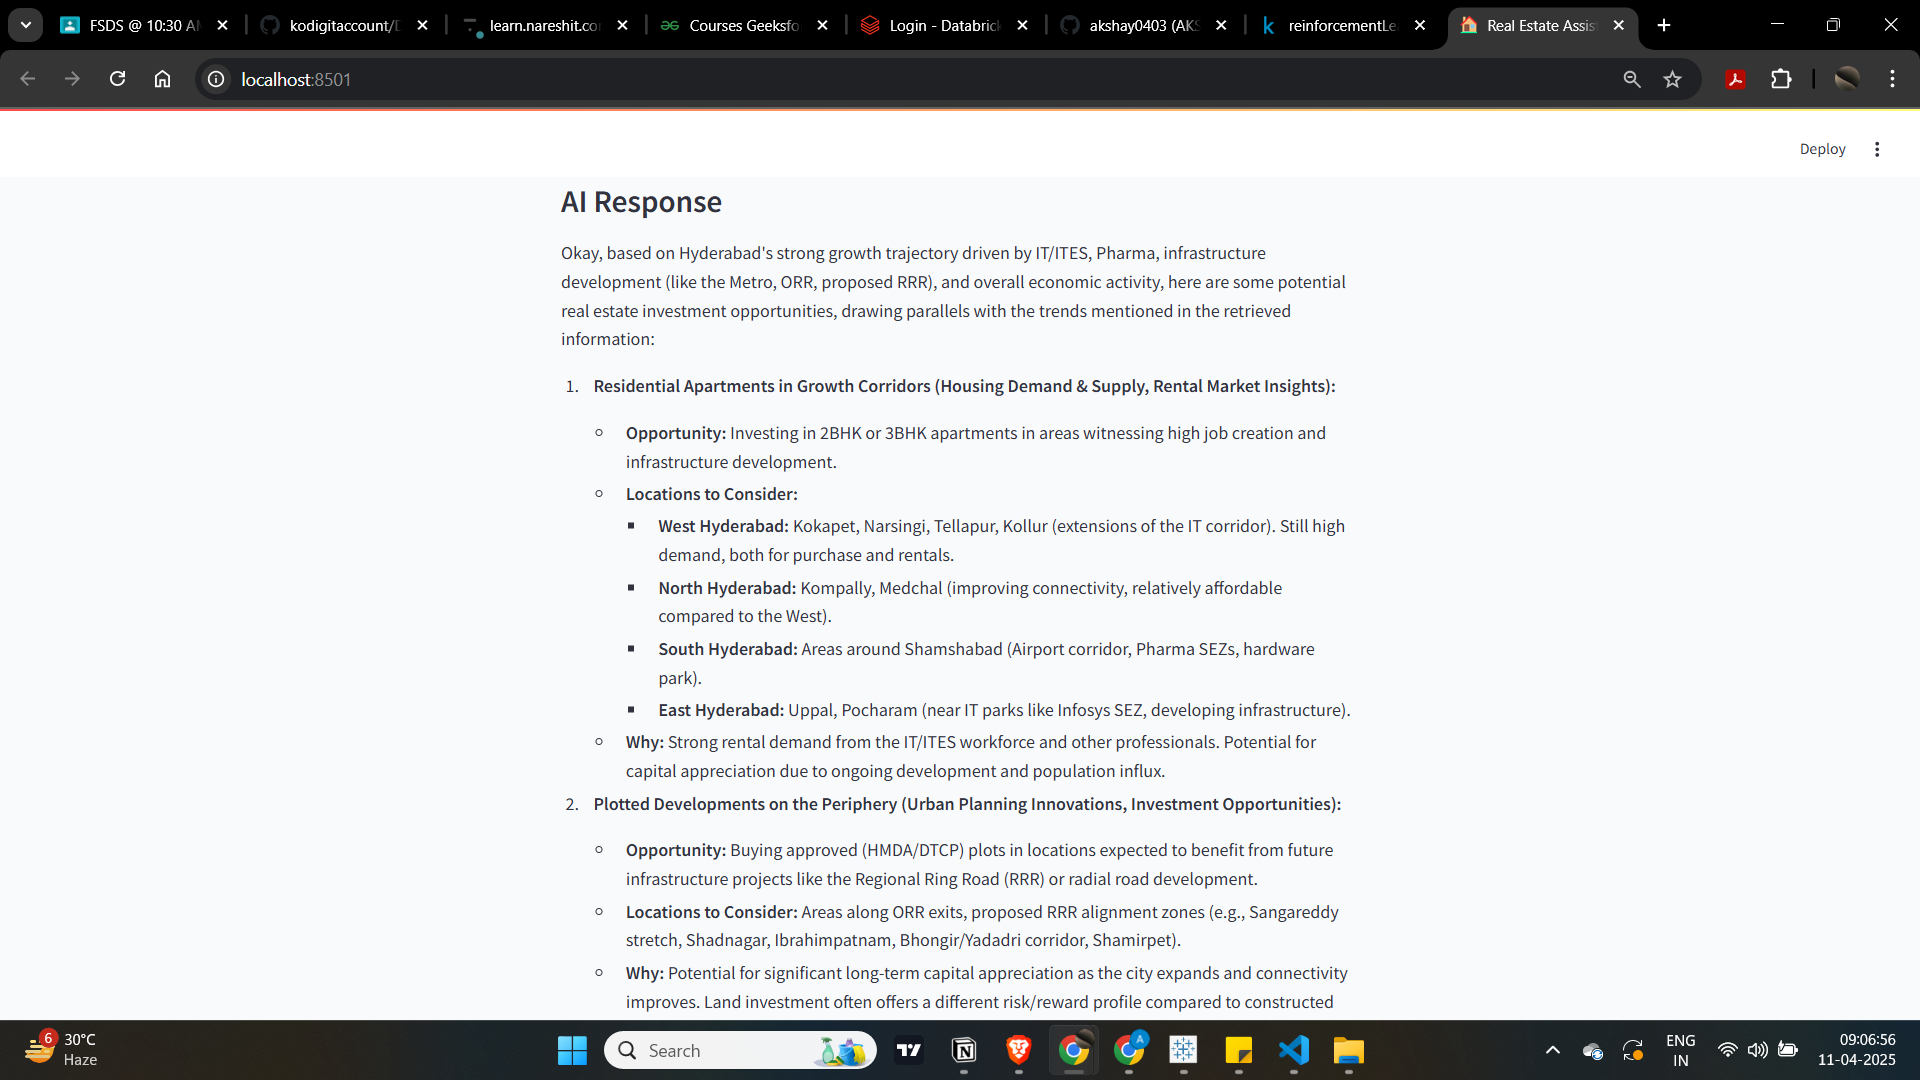 FSDS @ 10:30 AM
kodigitaccount/D
learn.nareshit.co
Courses Geeksfo
Login - Databrick
akshay0403 (AKS
reinforcementLe
Real Estate Assis
localhost:8501
Deploy
AI Response
Okay, based on Hyderabad's strong growth trajectory driven by IT/ITES, Pharma, infrastructure
development (like the Metro, ORR, proposed RRR), and overall economic activity, here are some potential
real estate investment opportunities, drawing parallels with the trends mentioned in the retrieved
information:
1. Residential Apartments in Growth Corridors (Housing Demand & Supply, Rental Market Insights):
Opportunity: Investing in 2BHK or 3BHK apartments in areas witnessing high job creation and
infrastructure development.
Locations to Consider:
West Hyderabad: Kokapet, Narsingi, Tellapur, Kollur (extensions of the IT corridor). Still high
demand, both for purchase and rentals.
North Hyderabad: Kompally, Medchal (improving connectivity, relatively affordable
compared to the West).
South Hyderabad: Areas around Shamshabad (Airport corridor, Pharma SEZs, hardware
park).
East Hyderabad: Uppal, Pocharam (near IT parks like Infosys SEZ, developing infrastructure).
Why: Strong rental demand from the IT/ITES workforce and other professionals. Potential for
capital appreciation due to ongoing development and population influx.
2. Plotted Developments on the Periphery (Urban Planning Innovations, Investment Opportunities):
Opportunity: Buying approved (HMDA/DTCP) plots in locations expected to benefit from future
infrastructure projects like the Regional Ring Road (RRR) or radial road development.
Locations to Consider: Areas along ORR exits, proposed RRR alignment zones (e.g., Sangareddy
stretch, Shadnagar, Ibrahimpatnam, Bhongir/Yadadri corridor, Shamirpet).
Why: Potential for significant long-term capital appreciation as the city expands and connectivity
improves. Land investment often offers a different risk/reward profile compared to constructed
6
30°C
Haze
Search
A
ENG
IN
09:06:56
11-04-2025